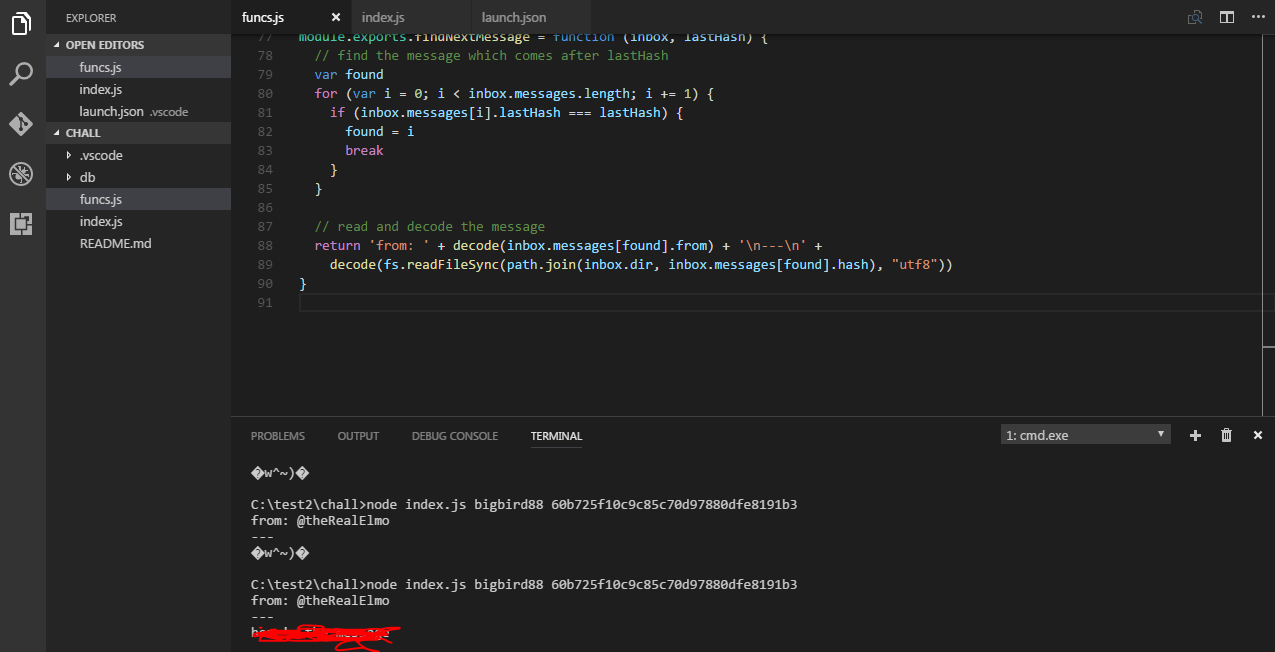 EXPLORER
OPEN EDITORS
funcs.js
index.js
launch.json .vscode
CHALL
.vscode
db
funcs.js
index.js
README.md
funcs.js index.js launch.json
77 module.exports.findNextMessage = function (inbox, lastHash) {
78 // find the message which comes after lastHash
79 var found
80 for (var i = 0; i < inbox.messages.length; i += 1) {
81 if (inbox.messages[i].lastHash === lastHash) {
82 found = i
83 break
84 }
85 }
86
87 // read and decode the message
88 return 'from: ' + decode(inbox.messages[found].from) + '\n---\n' +
89 decode(fs.readFileSync(path.join(inbox.dir, inbox.messages[found].hash), "utf8"))
90 }
91
PROBLEMS OUTPUT DEBUG CONSOLE TERMINAL 1: cmd.exe
�w^~)�
C:\test2\chall>node index.js bigbird88 60b725f10c9c85c70d97880dfe8191b3
from: @theRealElmo
---
�w^~)�
C:\test2\chall>node index.js bigbird88 60b725f10c9c85c70d97880dfe8191b3
from: @theRealElmo
---